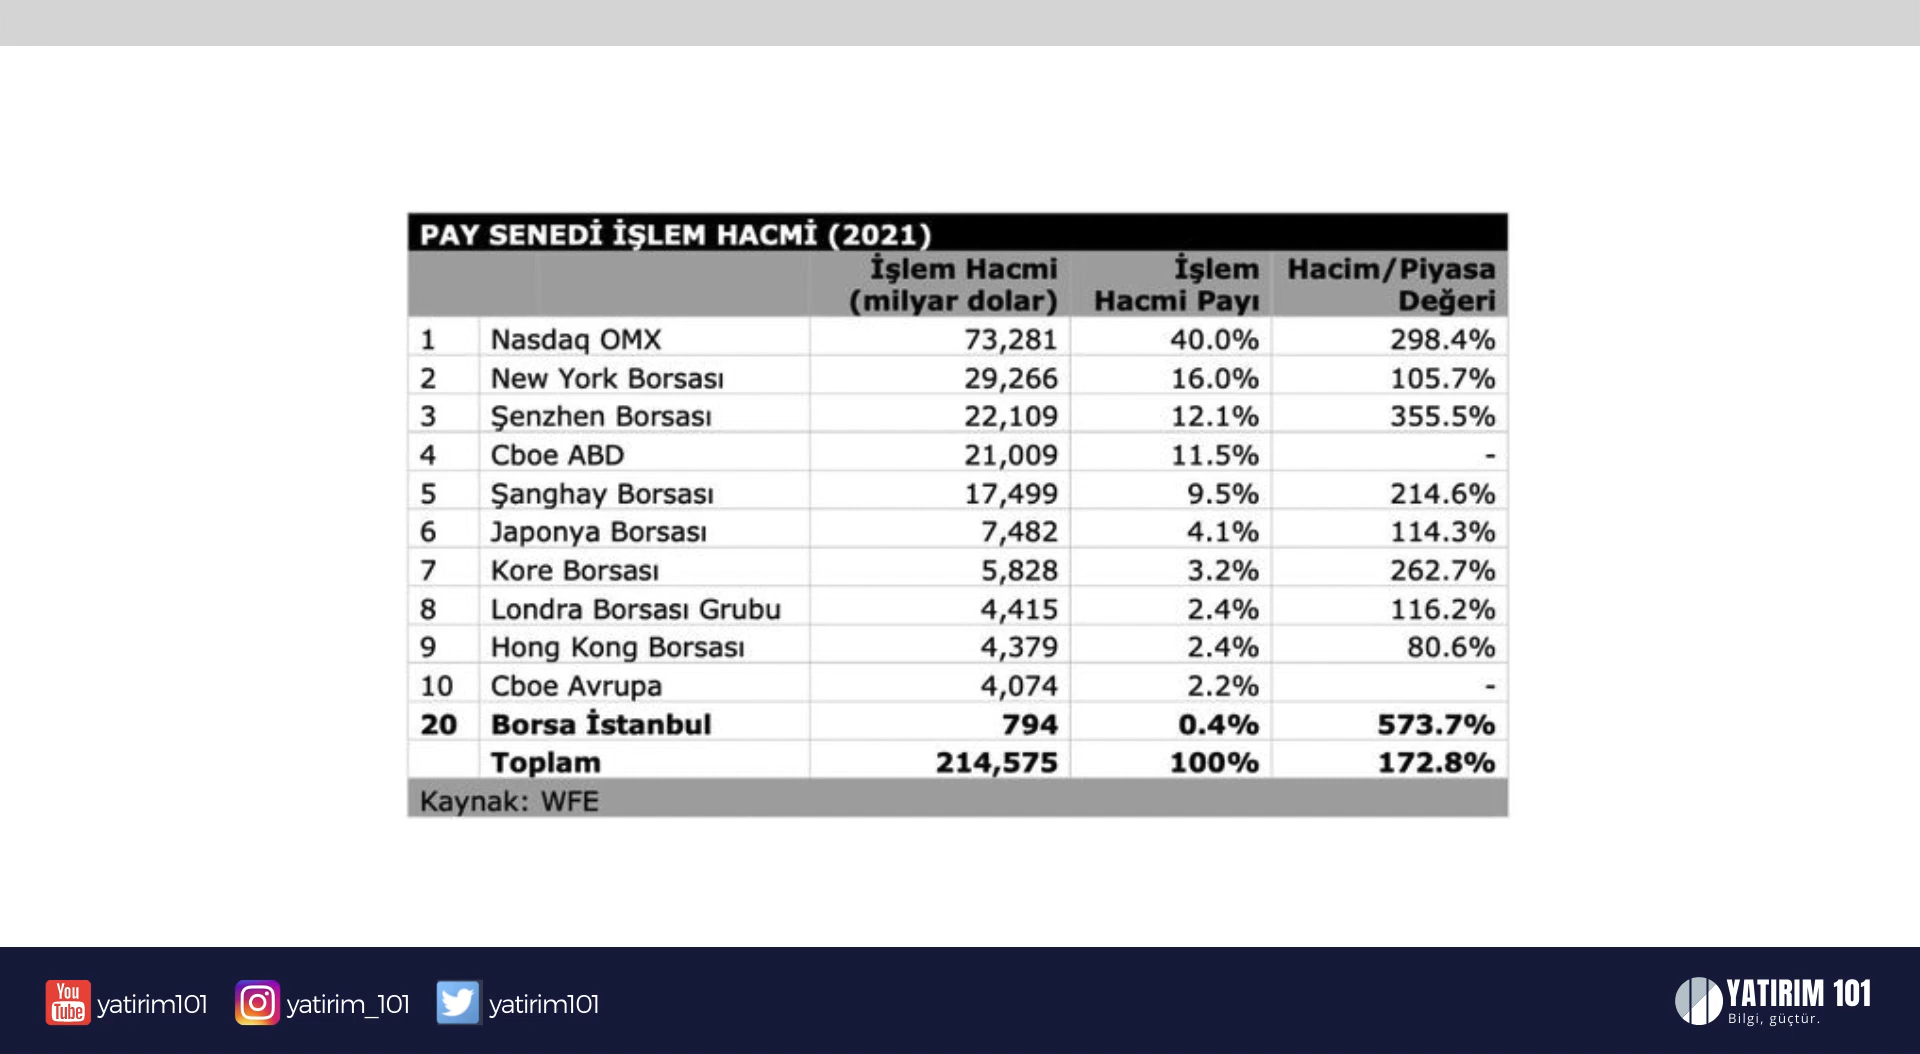 PAY SENEDİ İŞLEM HACMİ (2021)
İşlem Hacmi (milyar dolar) İşlem Hacmi Payı Hacim/Piyasa Değeri
1 Nasdaq OMX 73,281 40.0% 298.4%
2 New York Borsası 29,266 16.0% 105.7%
3 Şenzhen Borsası 22,109 12.1% 355.5%
4 Cboe ABD 21,009 11.5% -
5 Şanghay Borsası 17,499 9.5% 214.6%
6 Japonya Borsası 7,482 4.1% 114.3%
7 Kore Borsası 5,828 3.2% 262.7%
8 Londra Borsası Grubu 4,415 2.4% 116.2%
9 Hong Kong Borsası 4,379 2.4% 80.6%
10 Cboe Avrupa 4,074 2.2% -
20 Borsa İstanbul 794 0.4% 573.7%
Toplam 214,575 100% 172.8%
Kaynak: WFE
You Tube yatirim101 yatirim_101 yatirim101
YATIRIM 101
Bilgi, güçtür.